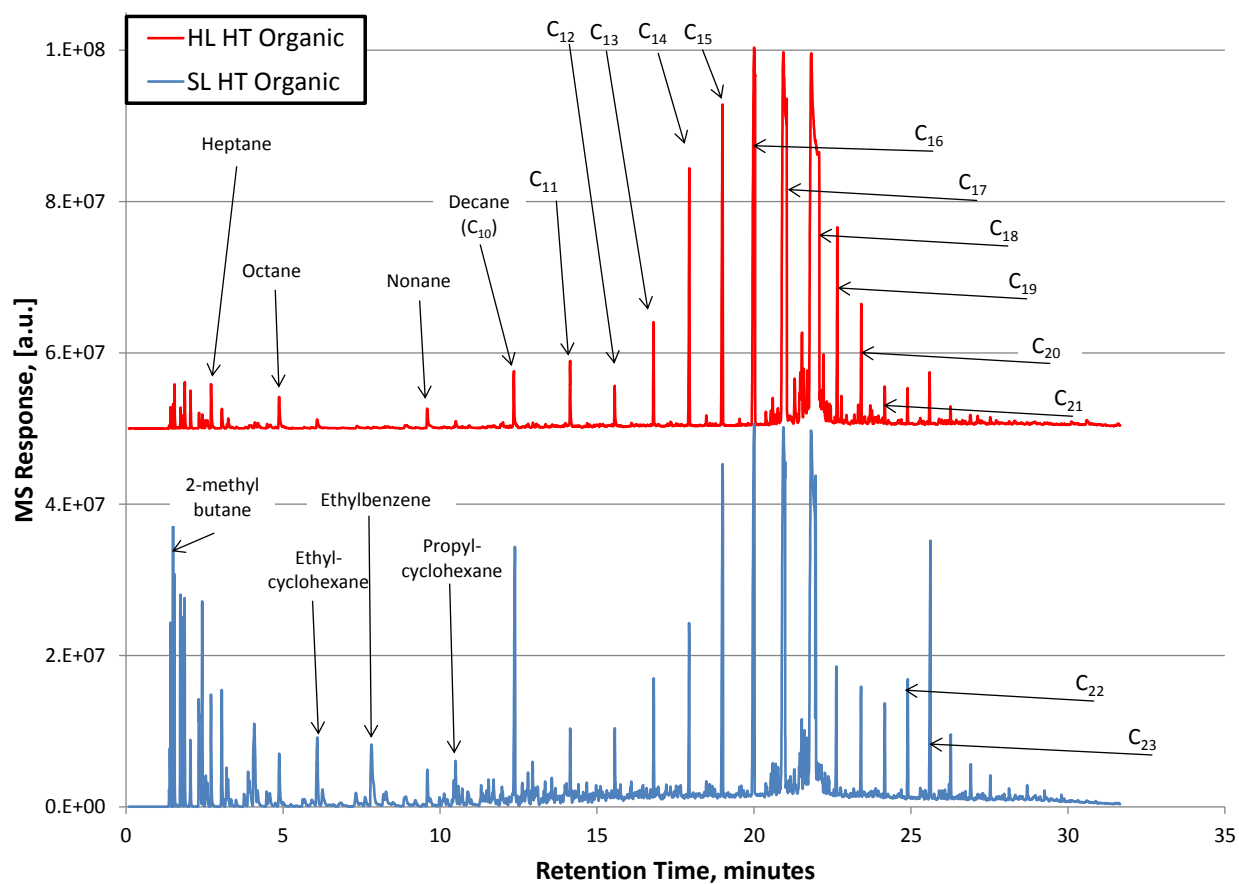 HL HT Organic
SL HT Organic
MS Response, [a.u.]
1.E+08
8.E+07
6.E+07
4.E+07
2.E+07
0.E+00
Heptane
Octane
Nonane
Decane
(C₁₀)
C₁₁
C₁₂
C₁₃
C₁₄
C₁₅
C₁₆
C₁₇
C₁₈
C₁₉
C₂₀
C₂₁
2-methyl
butane
Ethyl-
cyclohexane
Ethylbenzene
Propyl-
cyclohexane
C₂₂
C₂₃
0
5
10
15
20
25
30
35
Retention Time, minutes